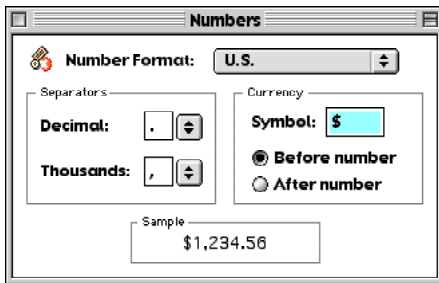 Numbers
Number Format: U.S.
Separators
Decimal: .
Thousands: ,
Currency
Symbol: $
Before number
After number
Sample
$1,234.56